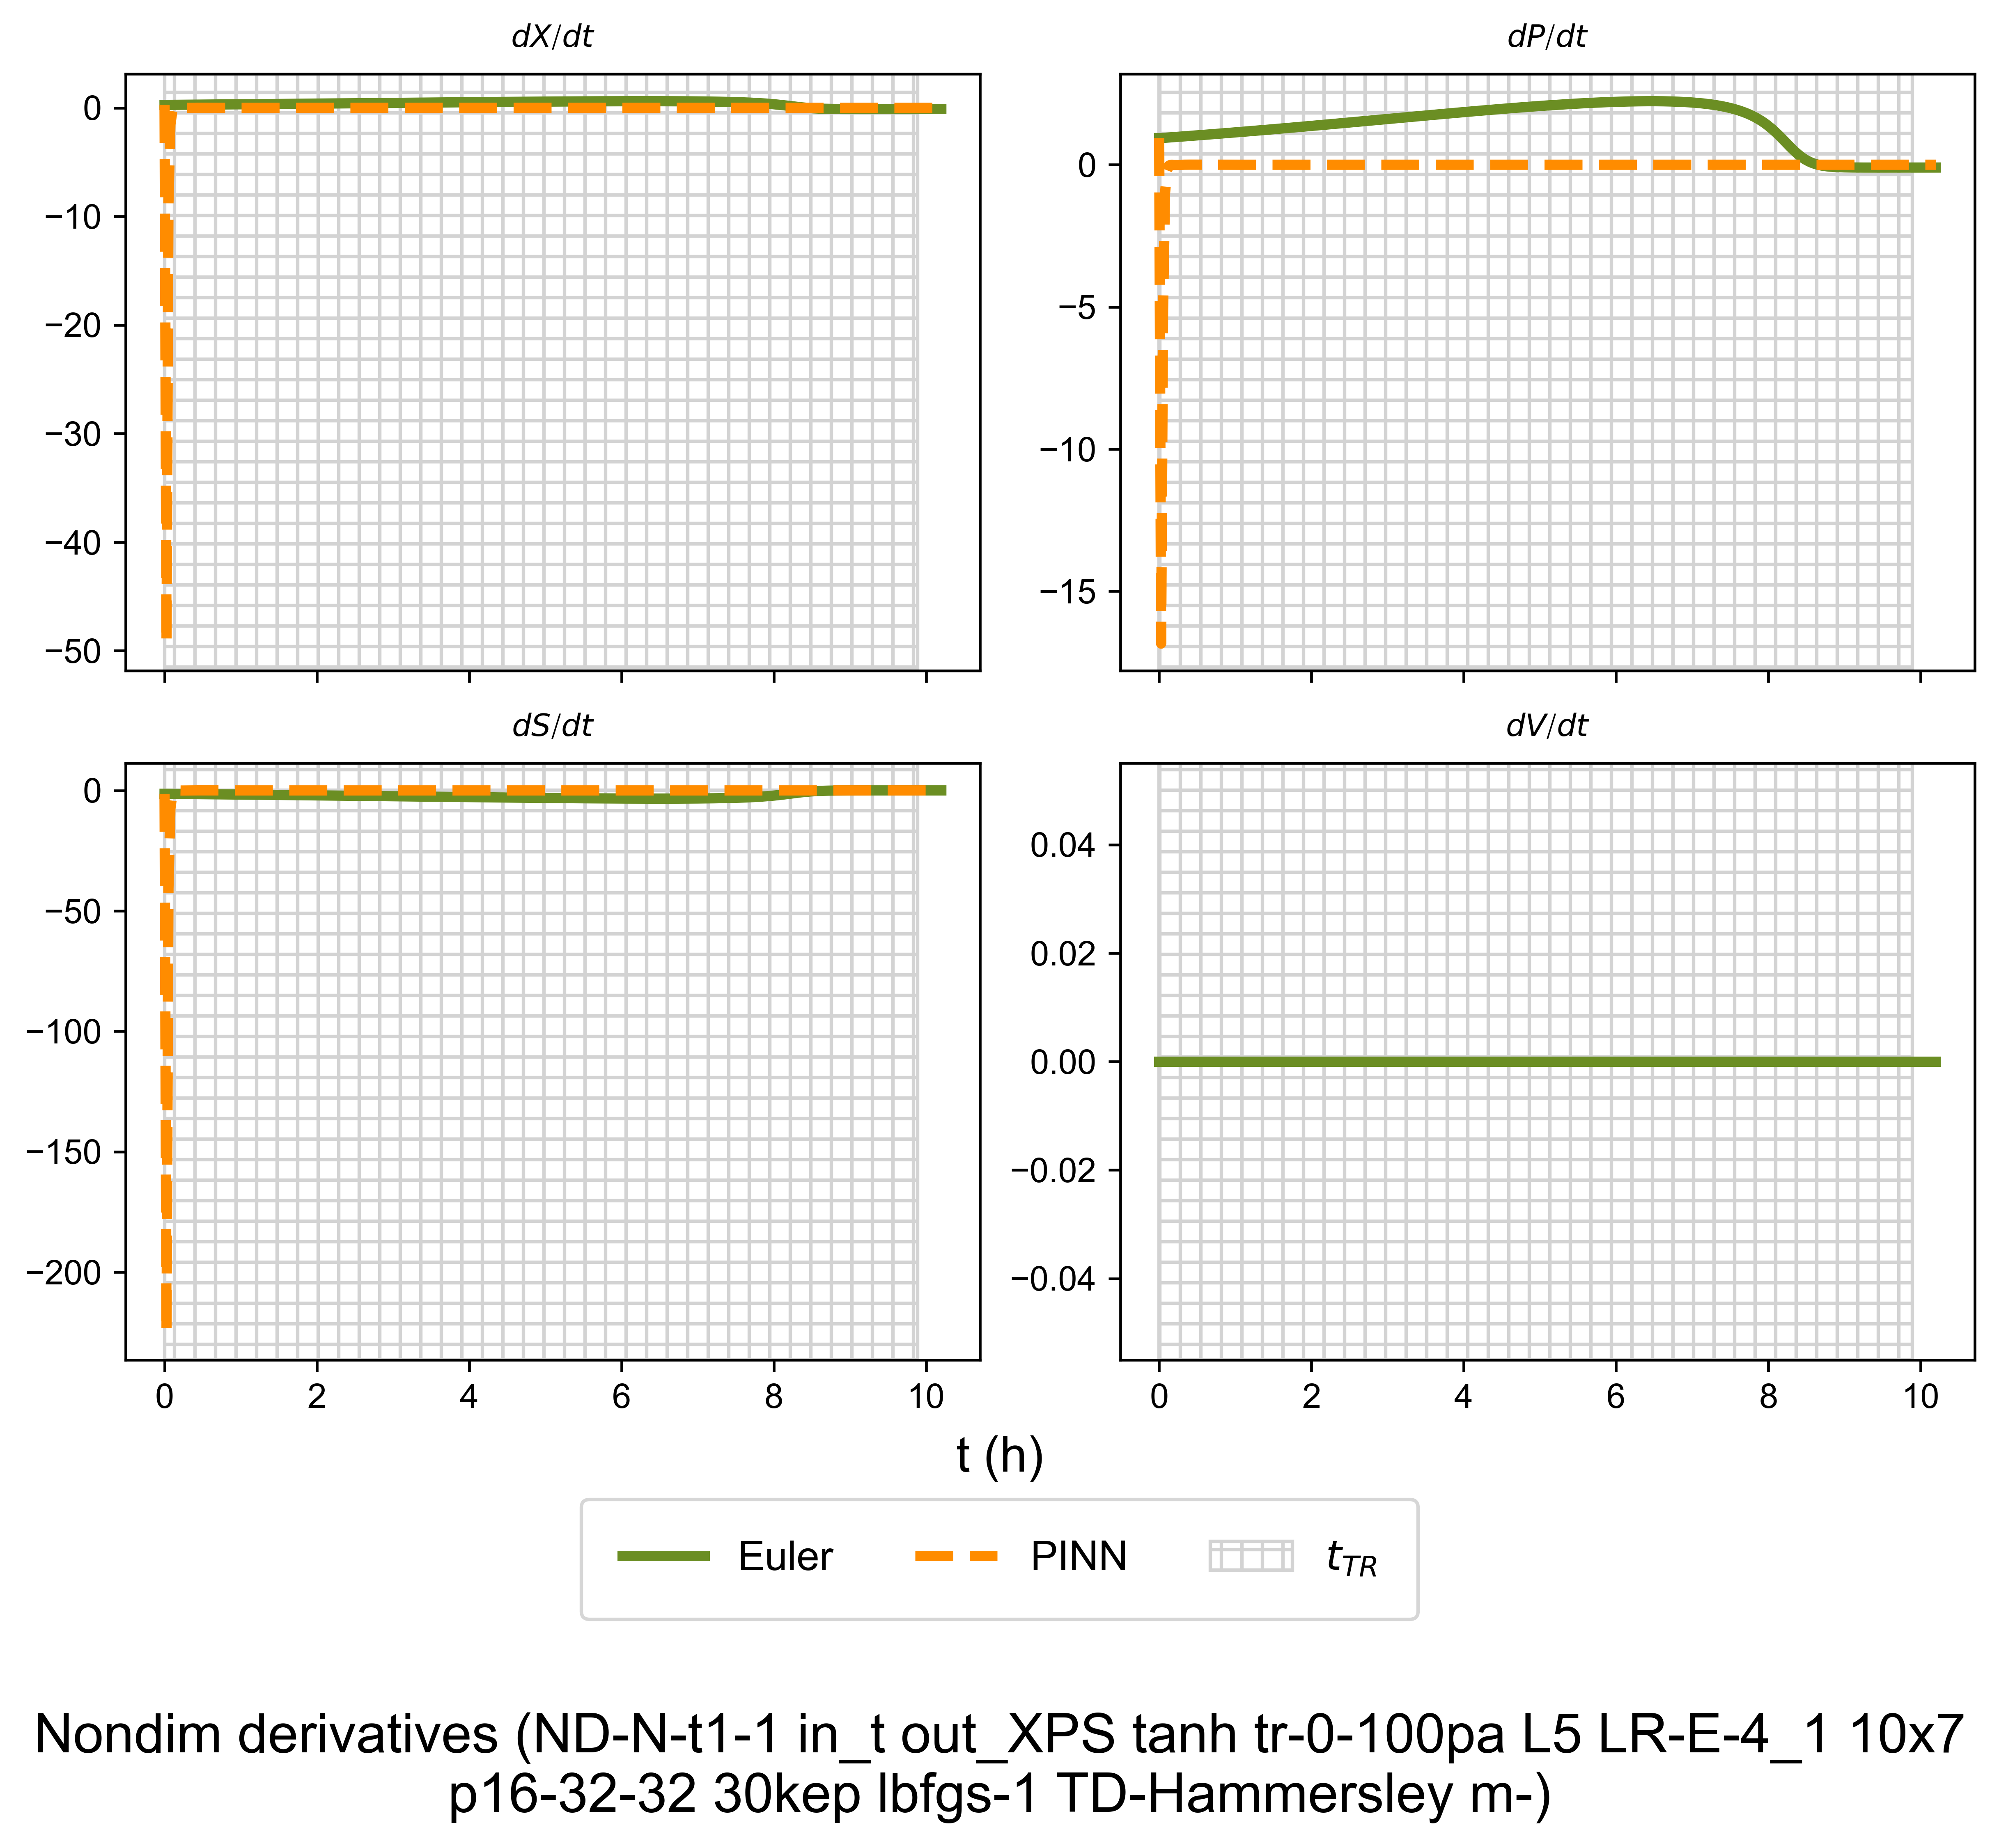 dX/dt
dP/dt
0
−10
−20
−30
−40
−50
0
−5
−10
−15
dS/dt
dV/dt
0
−50
−100
−150
−200
0.04
0.02
0.00
−0.02
−0.04
0 2 4 6 8 10
0 2 4 6 8 10
t (h)
Euler PINN t_TR
Nondim derivatives (ND-N-t1-1 in_t out_XPS tanh tr-0-100pa L5 LR-E-4_1 10x7
p16-32-32 30kep lbfgs-1 TD-Hammersley m-)